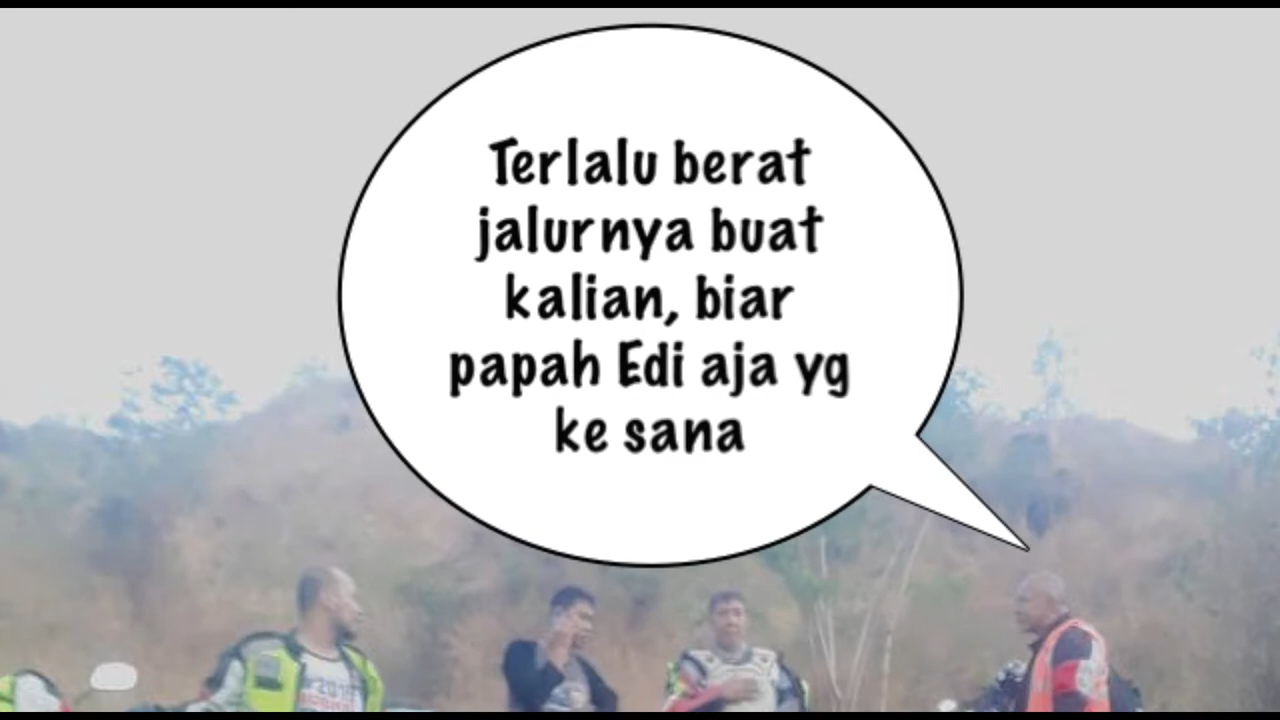 Terlalu berat
jalurnya buat
kalian, biar
papah Edi aja yg
ke sana